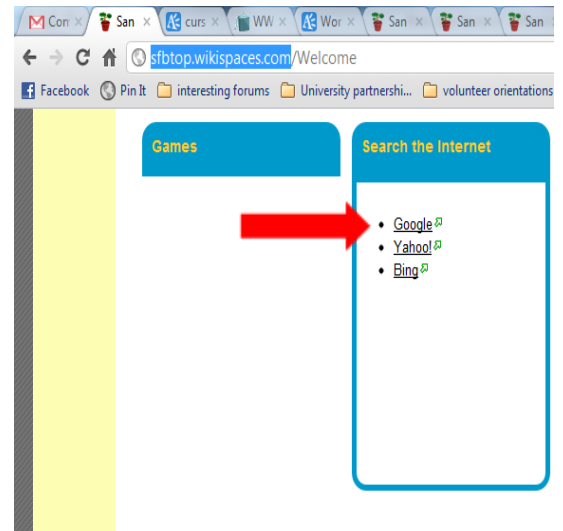 Con San curs WW Wor San San San
sfbtop.wikispaces.com/Welcome
Facebook Pin It interesting forums University partnershi... volunteer orientations
Games
Search the Internet
Google
Yahoo!
Bing